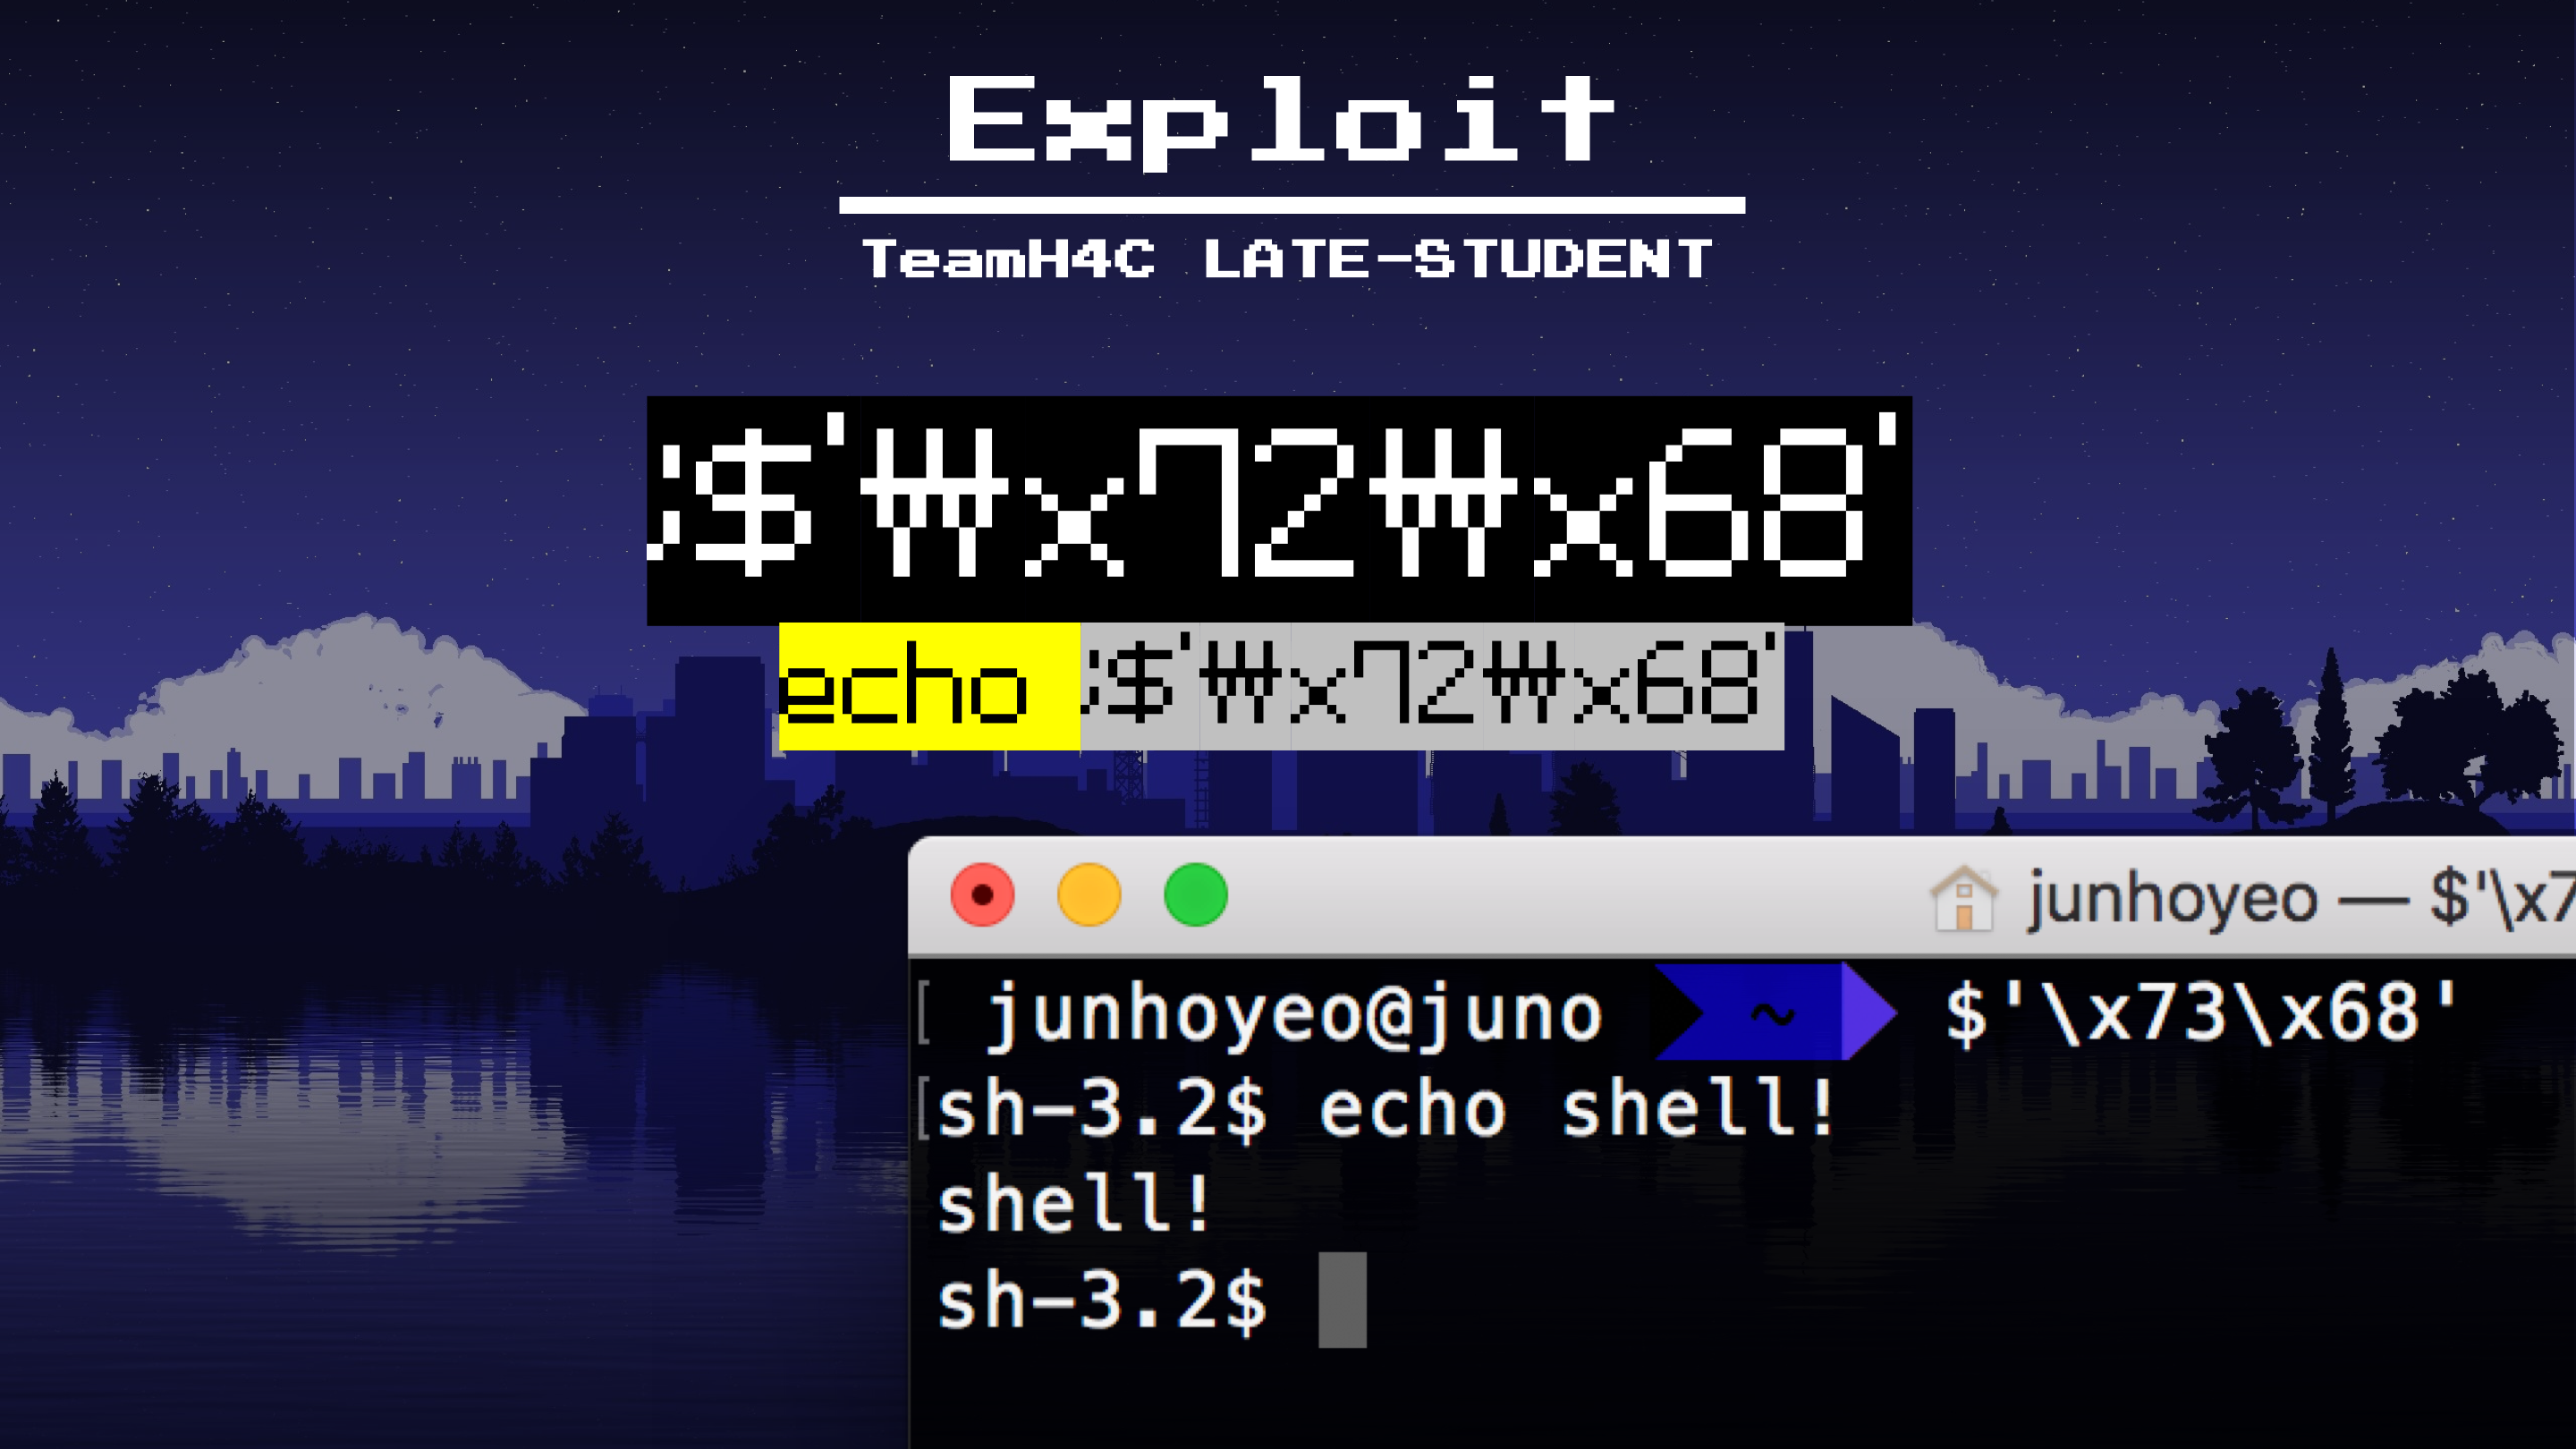 Exploit
TeamH4C LATE-STUDENT
;$'₩x72₩x68'
echo ;$'₩x72₩x68'
junhoyeo — $'\x7
junhoyeo@juno ~ $'\x73\x68'
sh-3.2$ echo shell!
shell!
sh-3.2$